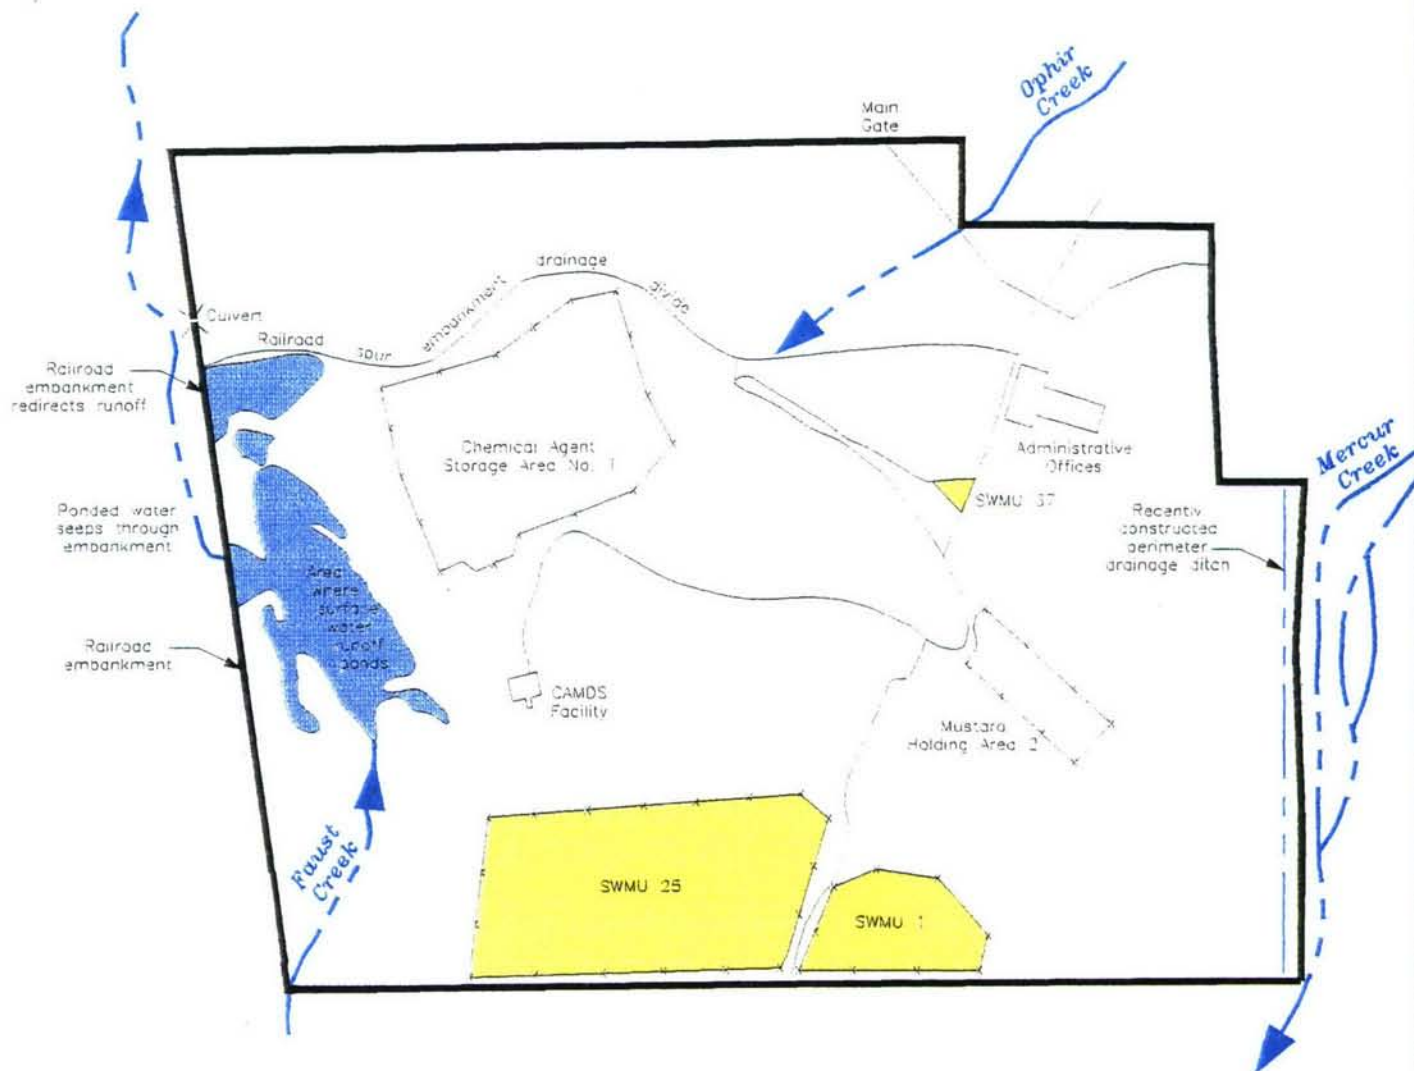 Ophir
Creek
Main
Gate
drainage
embankment
divide
Culvert
Railroad
spur
Railroad
embankment
redirects runoff
Chemical Agent
Storage Area No. 1
Administrative
Offices
Mercur
Creek
SWMU 37
Ponded water
seeps through
embankment
Recently
constructed
perimeter
drainage ditch
Area
where
surface
water
runoff
ponds
Railroad
embankment
CAMDS
Facility
Mustard
Holding Area 2
Faust
Creek
SWMU 25
SWMU 1